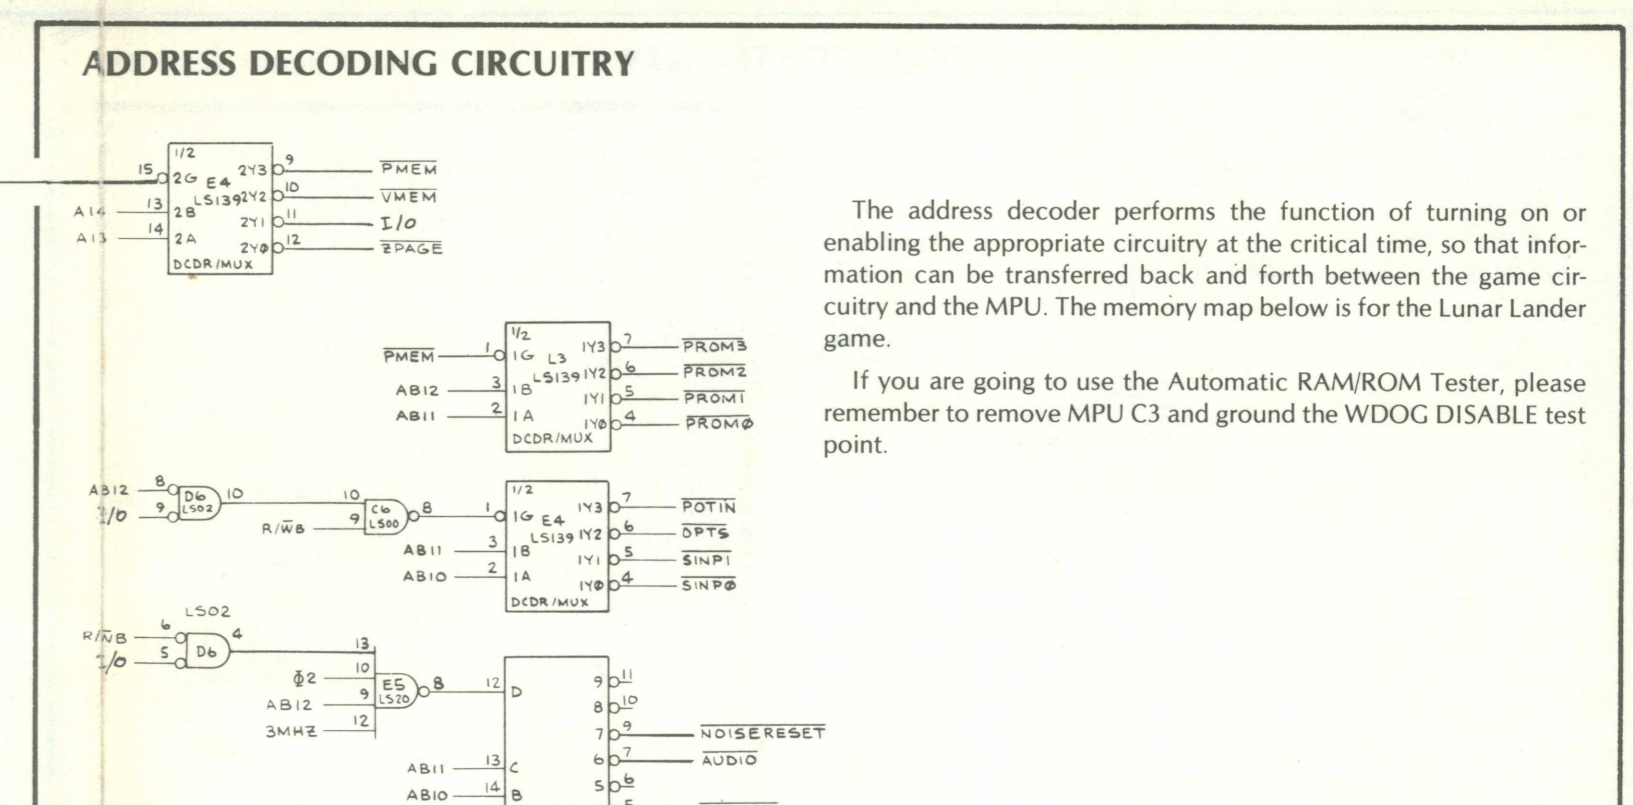 ADDRESS DECODING CIRCUITRY
1/2
15 2G E4 2Y3 9 PMEM
LS139 2Y2 10 VMEM
A14 13 2B 2Y1 11 I/O
A13 14 2A 2Y0 12 ZPAGE
DCDR/MUX
The address decoder performs the function of turning on or
enabling the appropriate circuitry at the critical time, so that infor-
mation can be transferred back and forth between the game cir-
cuitry and the MPU. The memory map below is for the Lunar Lander
game.
If you are going to use the Automatic RAM/ROM Tester, please
remember to remove MPU C3 and ground the WDOG DISABLE test
point.
1/2
PMEM 1 1G L3 1Y3 7 PROM3
LS139 1Y2 6 PROM2
AB12 3 1B 1Y1 5 PROM1
AB11 2 1A 1Y0 4 PROM0
DCDR/MUX
AB12 8 D6 10 10 C6 8
I/O 9 LS02 R/WB 9 LS00
1/2
1 1G E4 1Y3 7 POTIN
LS139 1Y2 6 OPTS
AB11 3 1B 1Y1 5 SINP1
AB10 2 1A 1Y0 4 SINP0
DCDR/MUX
LS02
R/WB 6 D6 4 13
I/O 5
Φ2 10 E5 8 12 D 9 11
AB12 9 LS20 8 10
3MHZ 12 7 9 NOISERESET
6 7 AUDIO
AB11 13 C 5 6
AB10 14 B 5